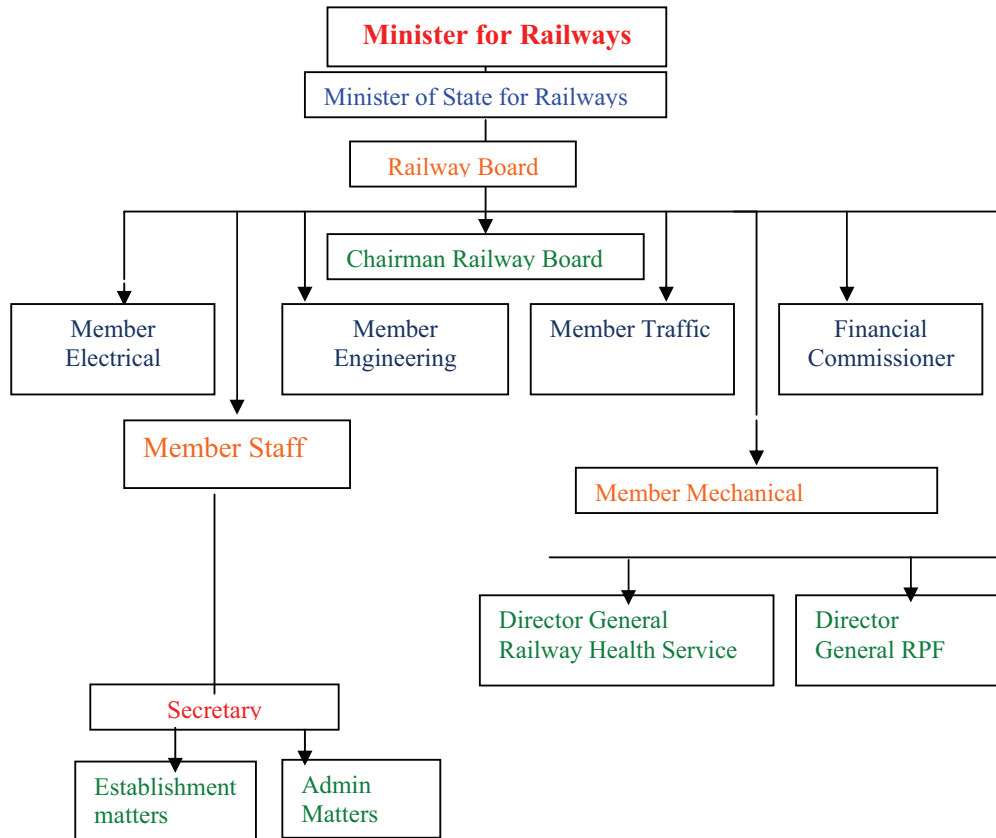 Minister for Railways
Minister of State for Railways
Railway Board
Chairman Railway Board
Member
Electrical
Member
Engineering
Member Traffic
Financial
Commissioner
Member Staff
Member Mechanical
Director General
Railway Health Service
Director
General RPF
Secretary
Establishment
matters
Admin
Matters